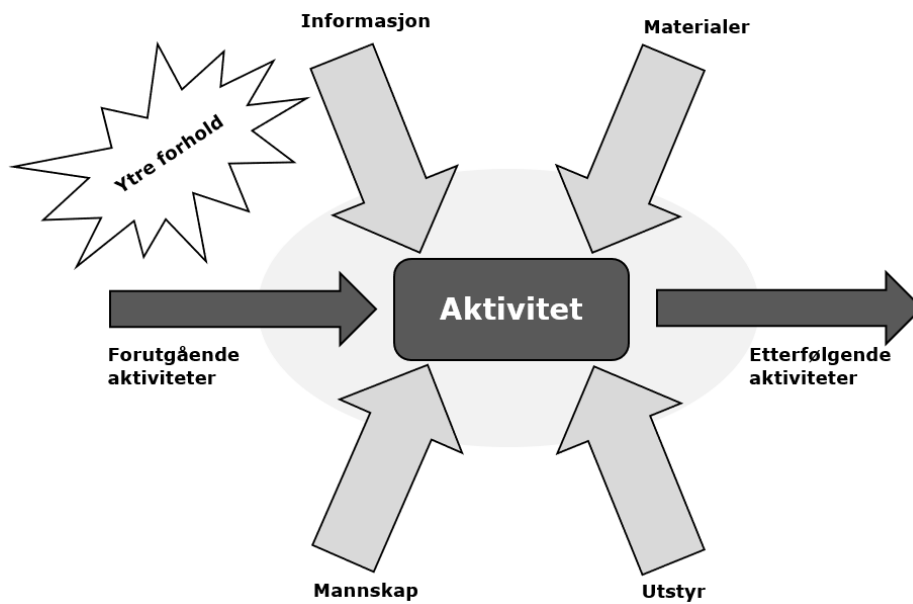 Informasjon
Materialer
Ytre forhold
Aktivitet
Forutgående
aktiviteter
Etterfølgende
aktiviteter
Mannskap
Utstyr